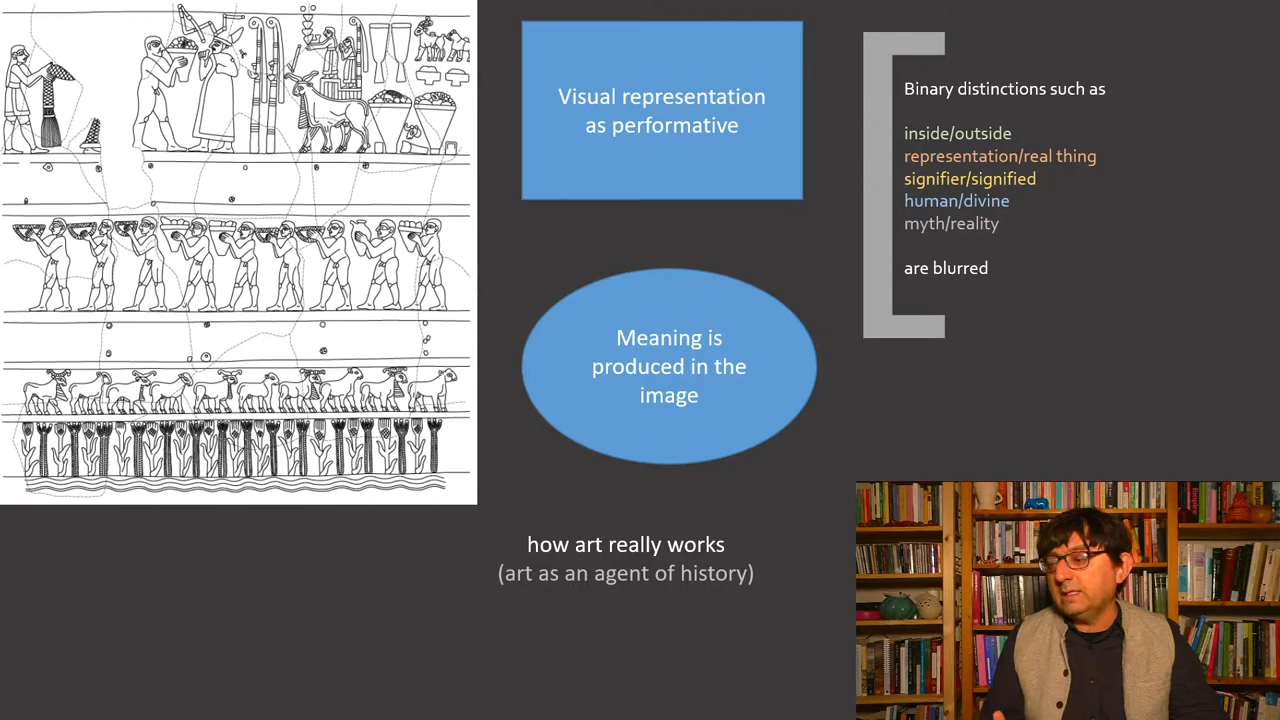 Visual representation
as performative
Meaning is
produced in the
image
how art really works
(art as an agent of history)
Binary distinctions such as
inside/outside
representation/real thing
signifier/signified
human/divine
myth/reality
are blurred